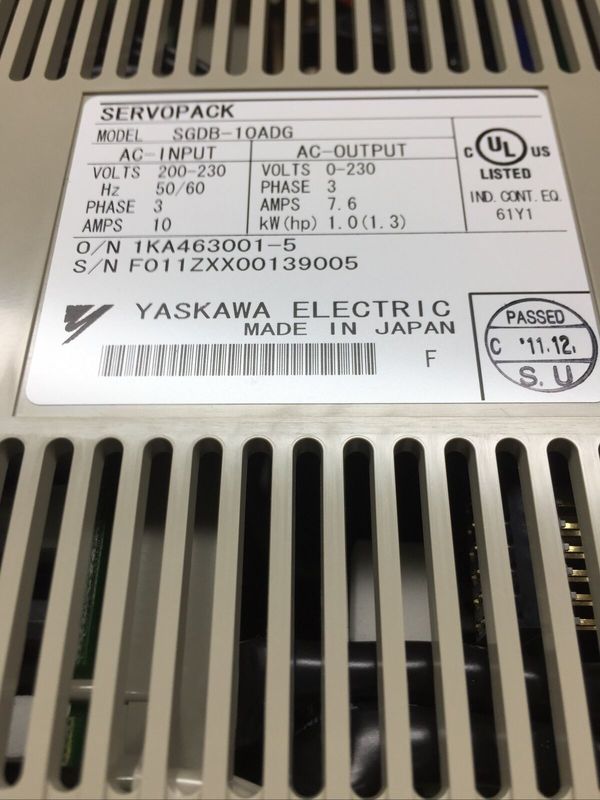 SERVOPACK
MODEL SGDB-10ADG
AC-INPUT
VOLTS 200-230
Hz 50/60
PHASE 3
AMPS 10
AC-OUTPUT
VOLTS 0-230
PHASE 3
AMPS 7.6
kW(hp) 1.0(1.3)
C UL US
LISTED
IND. CONT. EQ.
61Y1
O/N 1KA463001-5
S/N F011ZXX00139005
YASKAWA ELECTRIC
MADE IN JAPAN
F
PASSED
C '11.12.
S.U